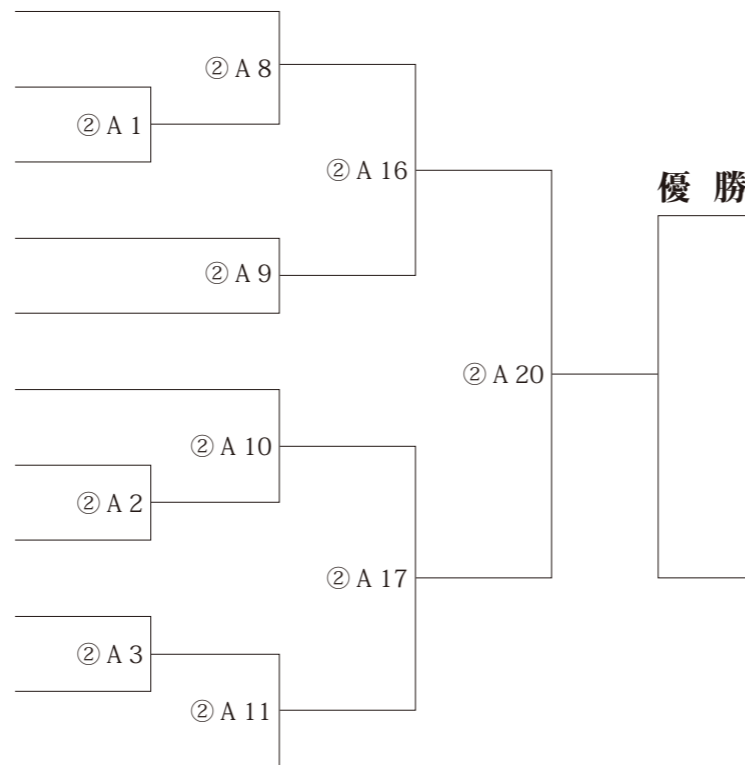 ② A 8
② A 1
② A 16
優 勝
② A 9
② A 20
② A 10
② A 2
② A 17
② A 3
② A 11